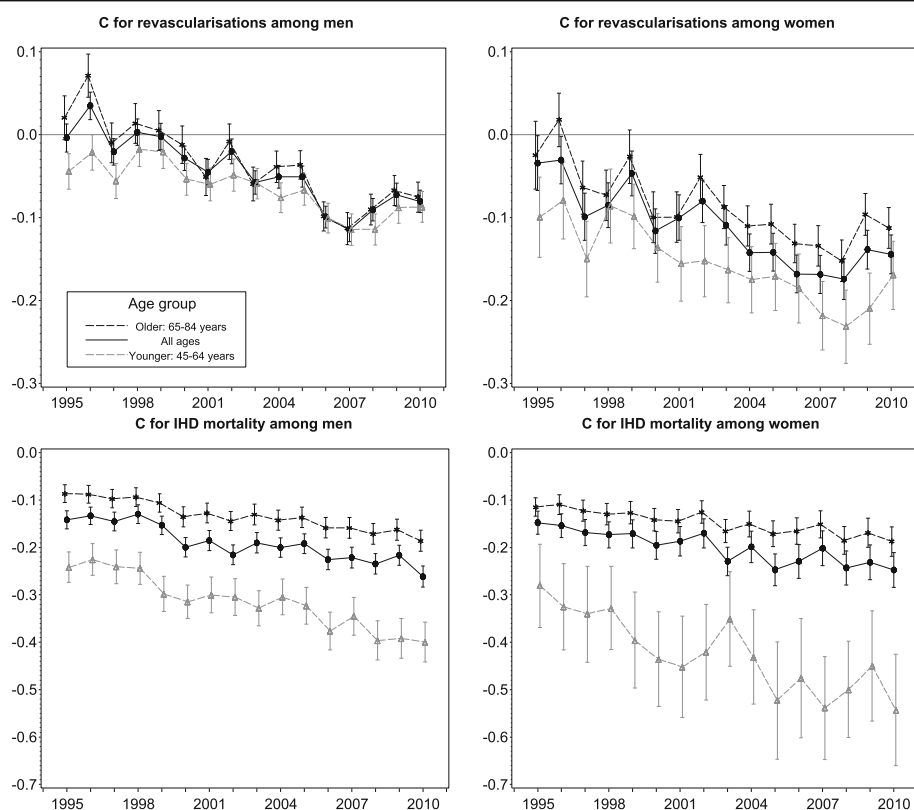 C for revascularisations among men
0.1
0.0
-0.1
-0.2
-0.3
Age group
Older: 65-84 years
All ages
Younger: 45-64 years
1995 1998 2001 2004 2007 2010
C for revascularisations among women
0.1
0.0
-0.1
-0.2
-0.3
1995 1998 2001 2004 2007 2010
C for IHD mortality among men
0.0
-0.1
-0.2
-0.3
-0.4
-0.5
-0.6
-0.7
1995 1998 2001 2004 2007 2010
C for IHD mortality among women
0.0
-0.1
-0.2
-0.3
-0.4
-0.5
-0.6
-0.7
1995 1998 2001 2004 2007 2010